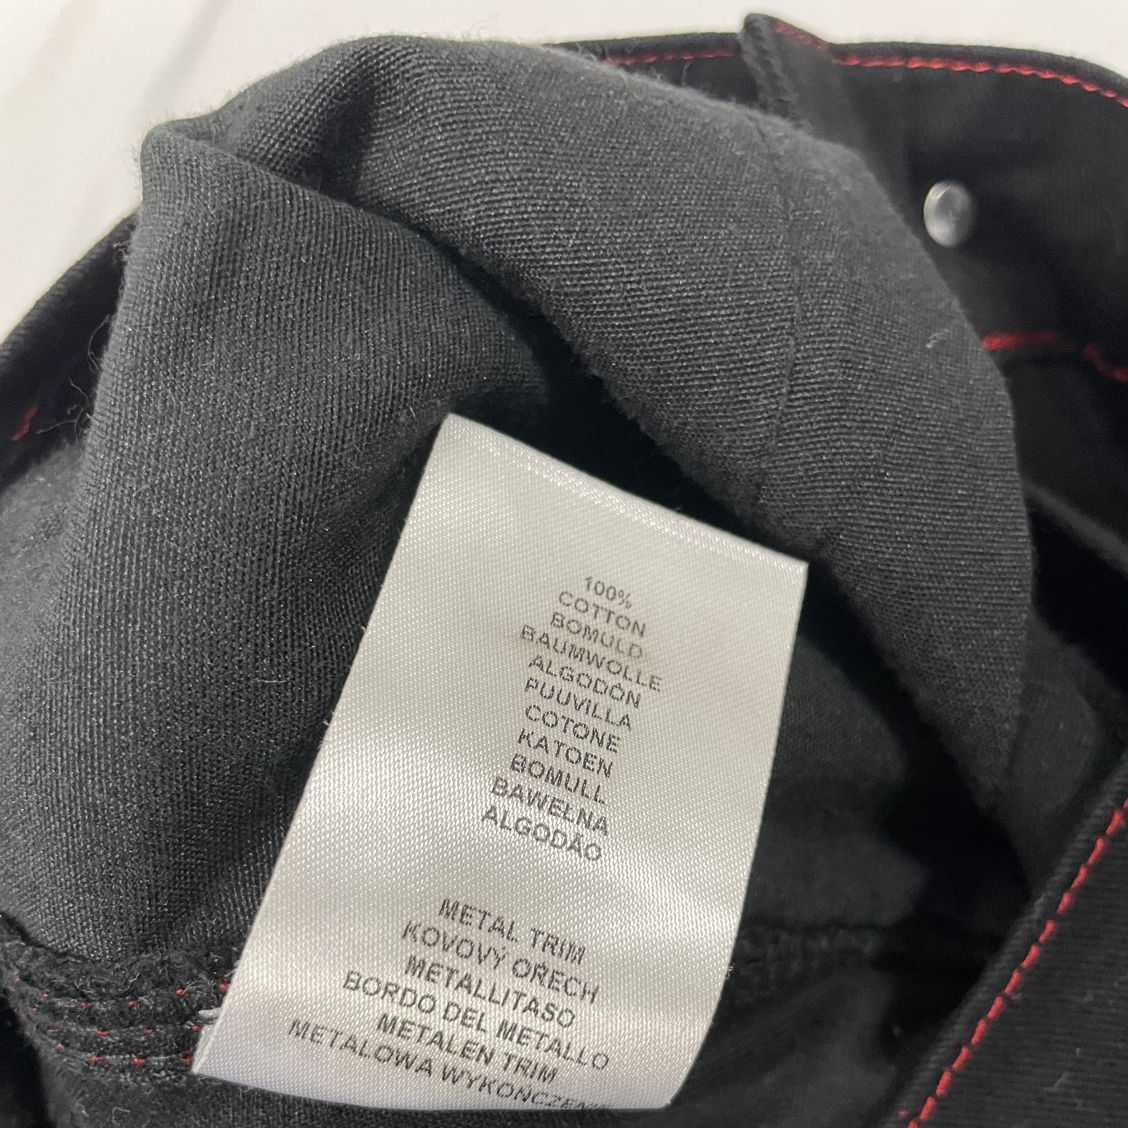 100%
COTTON
BOMULD
BAUMWOLLE
ALGODÓN
PUUVILLA
COTONE
KATOEN
BOMULL
BAWEŁNA
ALGODÃO
METAL TRIM
KOVOVÝ OŘECH
METALLITASO
BORDO DEL METALLO
METALEN TRIM
METALOWA